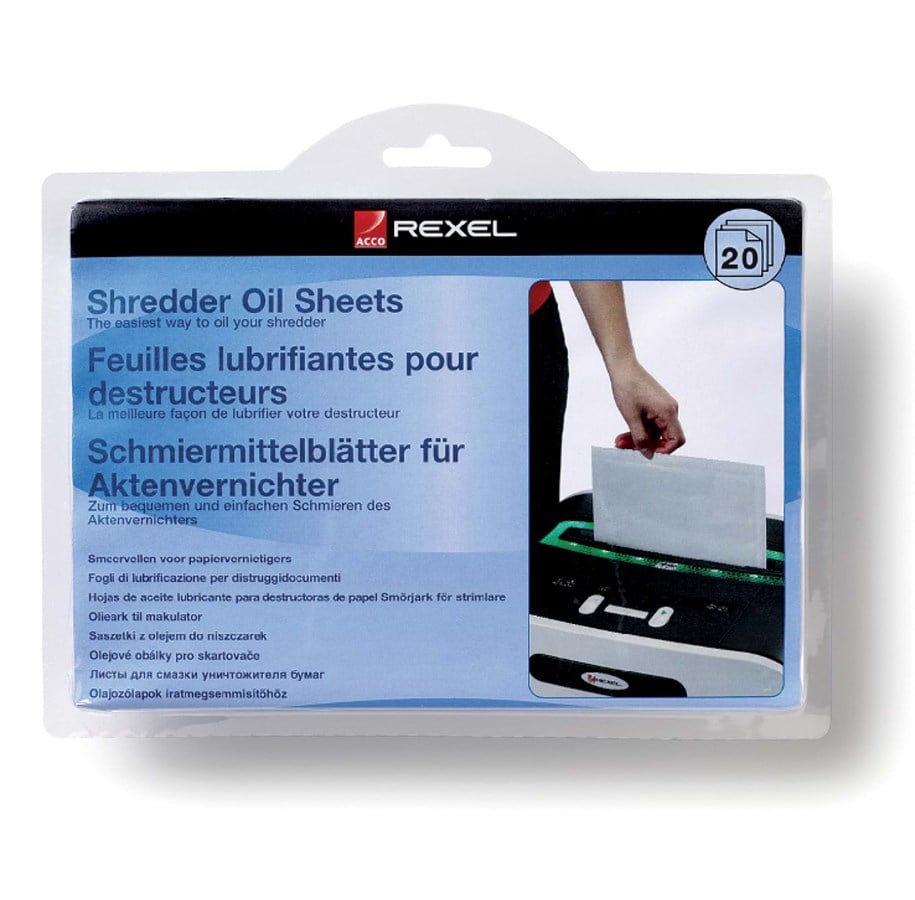 ACCO REXEL
20
Shredder Oil Sheets
The easiest way to oil your shredder
Feuilles lubrifiantes pour
destructeurs
La meilleure façon de lubrifier votre destructeur
Schmiermittelblätter für
Aktenvernichter
Zum bequemen und einfachen Schmieren des
Aktenvernichters
Smeervellen voor papiervernietigers
Fogli di lubrificazione per distruggidocumenti
Hojas de aceite lubricante para destructoras de papel Smörjark för strimlare
Olieark til makulator
Saszetki z olejem do niszczarek
Olejové obálky pro skartovače
Листы для смазки уничтожителя бумаг
Olajozólapok iratmegsemmisítőhöz
REXEL